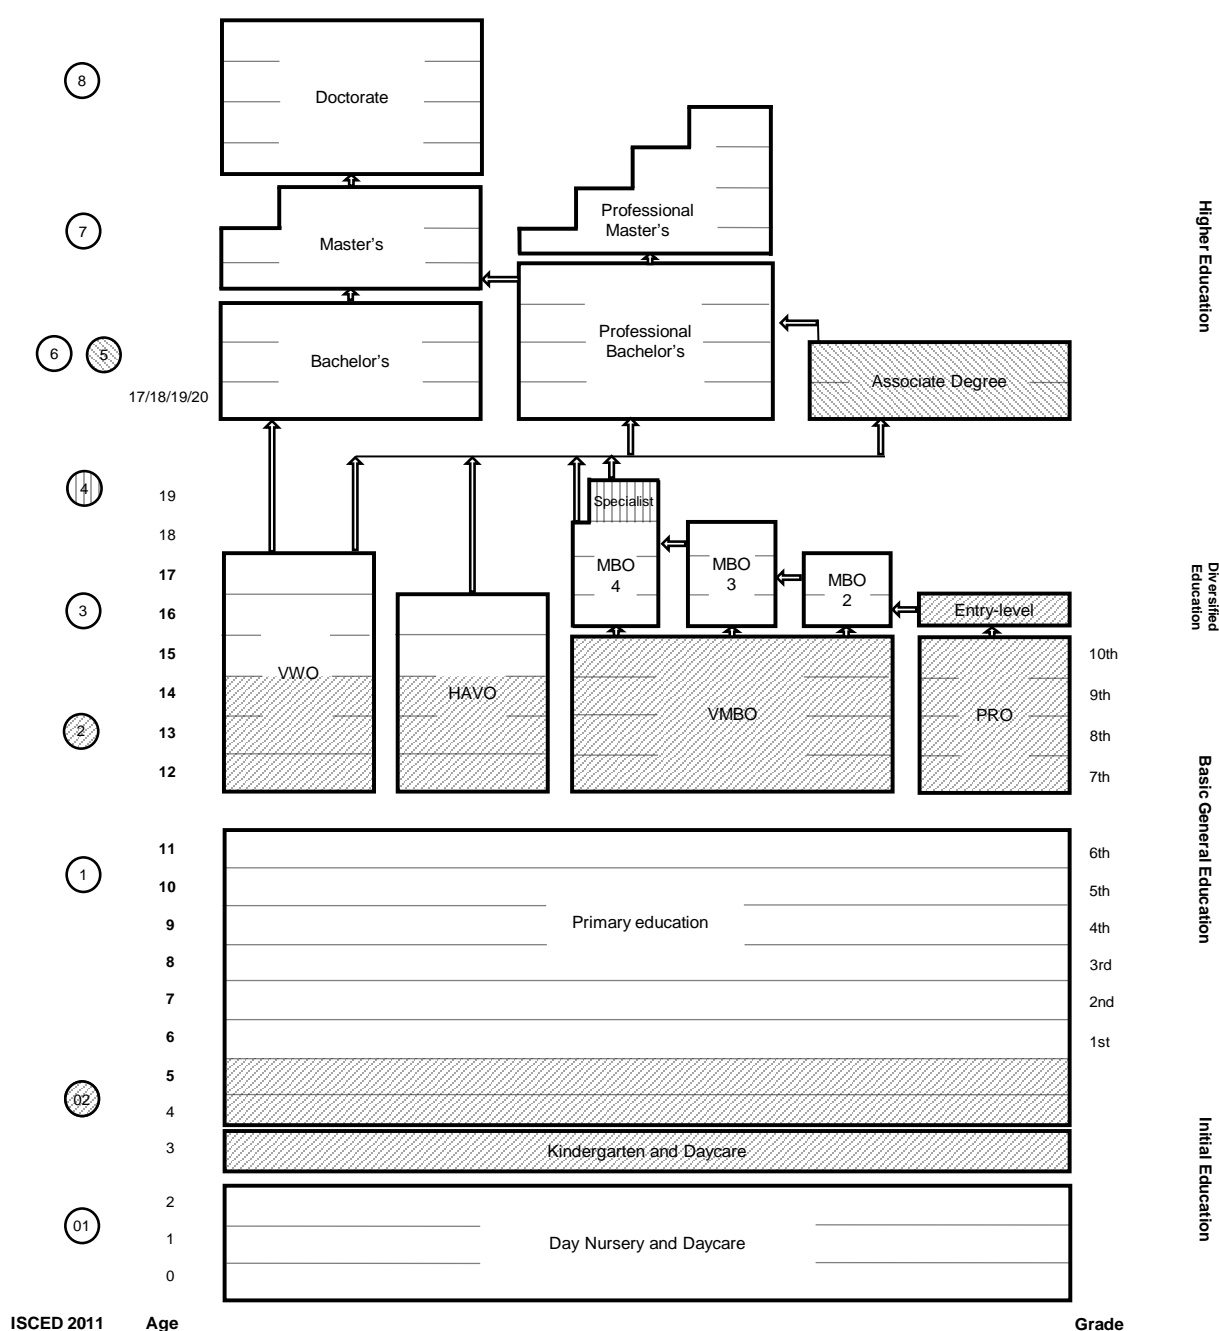 8
Doctorate
Professional
Master's
7
Master's
Higher Education
Professional
Bachelor's
6
5
Bachelor's
Associate Degree
17/18/19/20
4
19
Specialist
18
17
MBO
4
MBO
3
MBO
2
Diversified
Education
3
16
Entry-level
15
10th
VWO
14
HAVO
9th
VMBO
PRO
2
13
8th
12
7th
Basic General Education
11
6th
1
10
5th
9
Primary education
4th
8
3rd
7
2nd
6
1st
5
02
4
3
Kindergarten and Daycare
Initial Education
2
01
1
Day Nursery and Daycare
0
ISCED 2011
Age
Grade